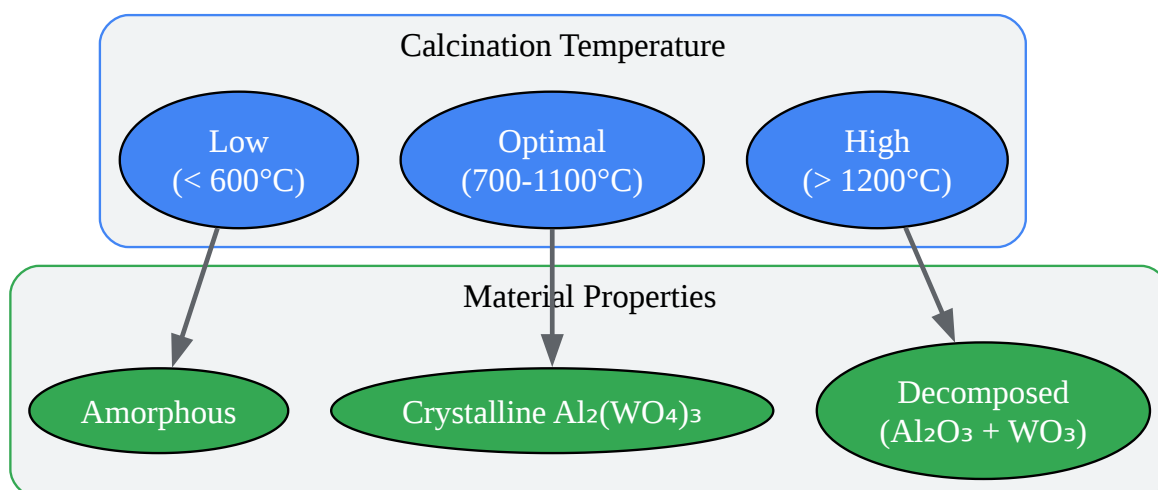 Calcination Temperature
Low
(< 600°C)
Optimal
(700-1100°C)
High
(> 1200°C)
Material Properties
Amorphous
Crystalline Al₂(WO₄)₃
Decomposed
(Al₂O₃ + WO₃)